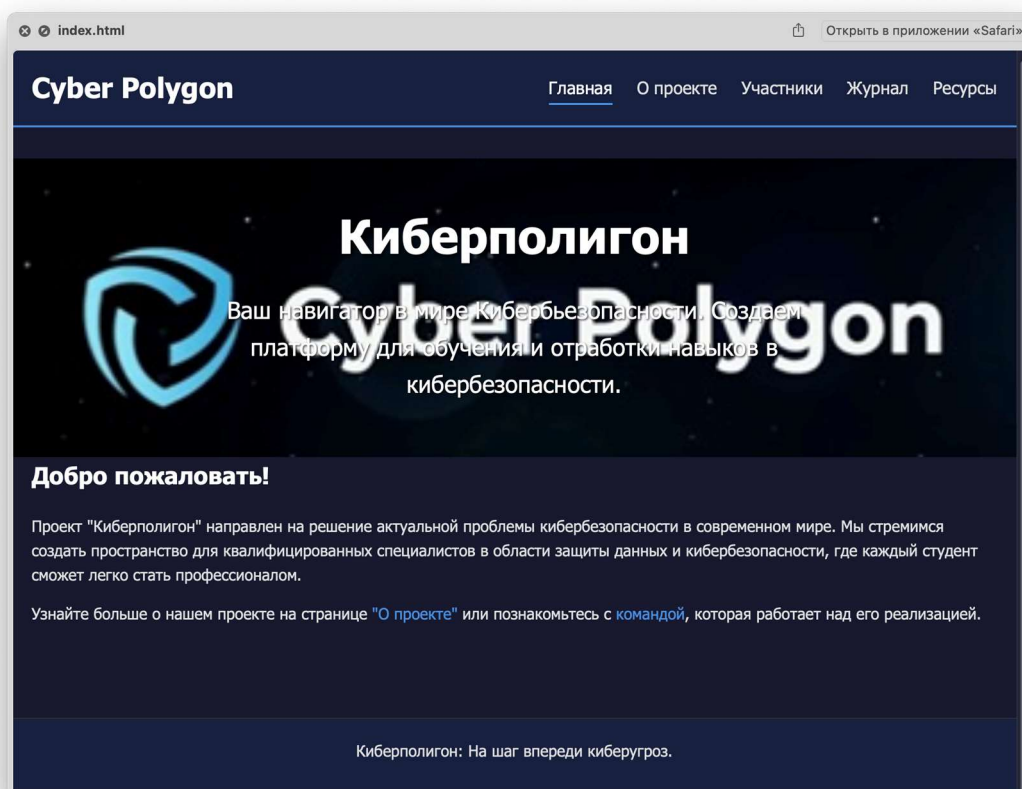 index.html
Открыть в приложении «Safari»
Cyber Polygon
Главная О проекте Участники Журнал Ресурсы
Киберполигон
Cyber Polygon
Ваш навигатор в мире Кибербьезопасности. Создаем
платформу для обучения и отработки навыков в
кибербезопасности.
Добро пожаловать!
Проект "Киберполигон" направлен на решение актуальной проблемы кибербезопасности в современном мире. Мы стремимся
создать пространство для квалифицированных специалистов в области защиты данных и кибербезопасности, где каждый студент
сможет легко стать профессионалом.
Узнайте больше о нашем проекте на странице "О проекте" или познакомьтесь с командой, которая работает над его реализацией.
Киберполигон: На шаг впереди киберугроз.